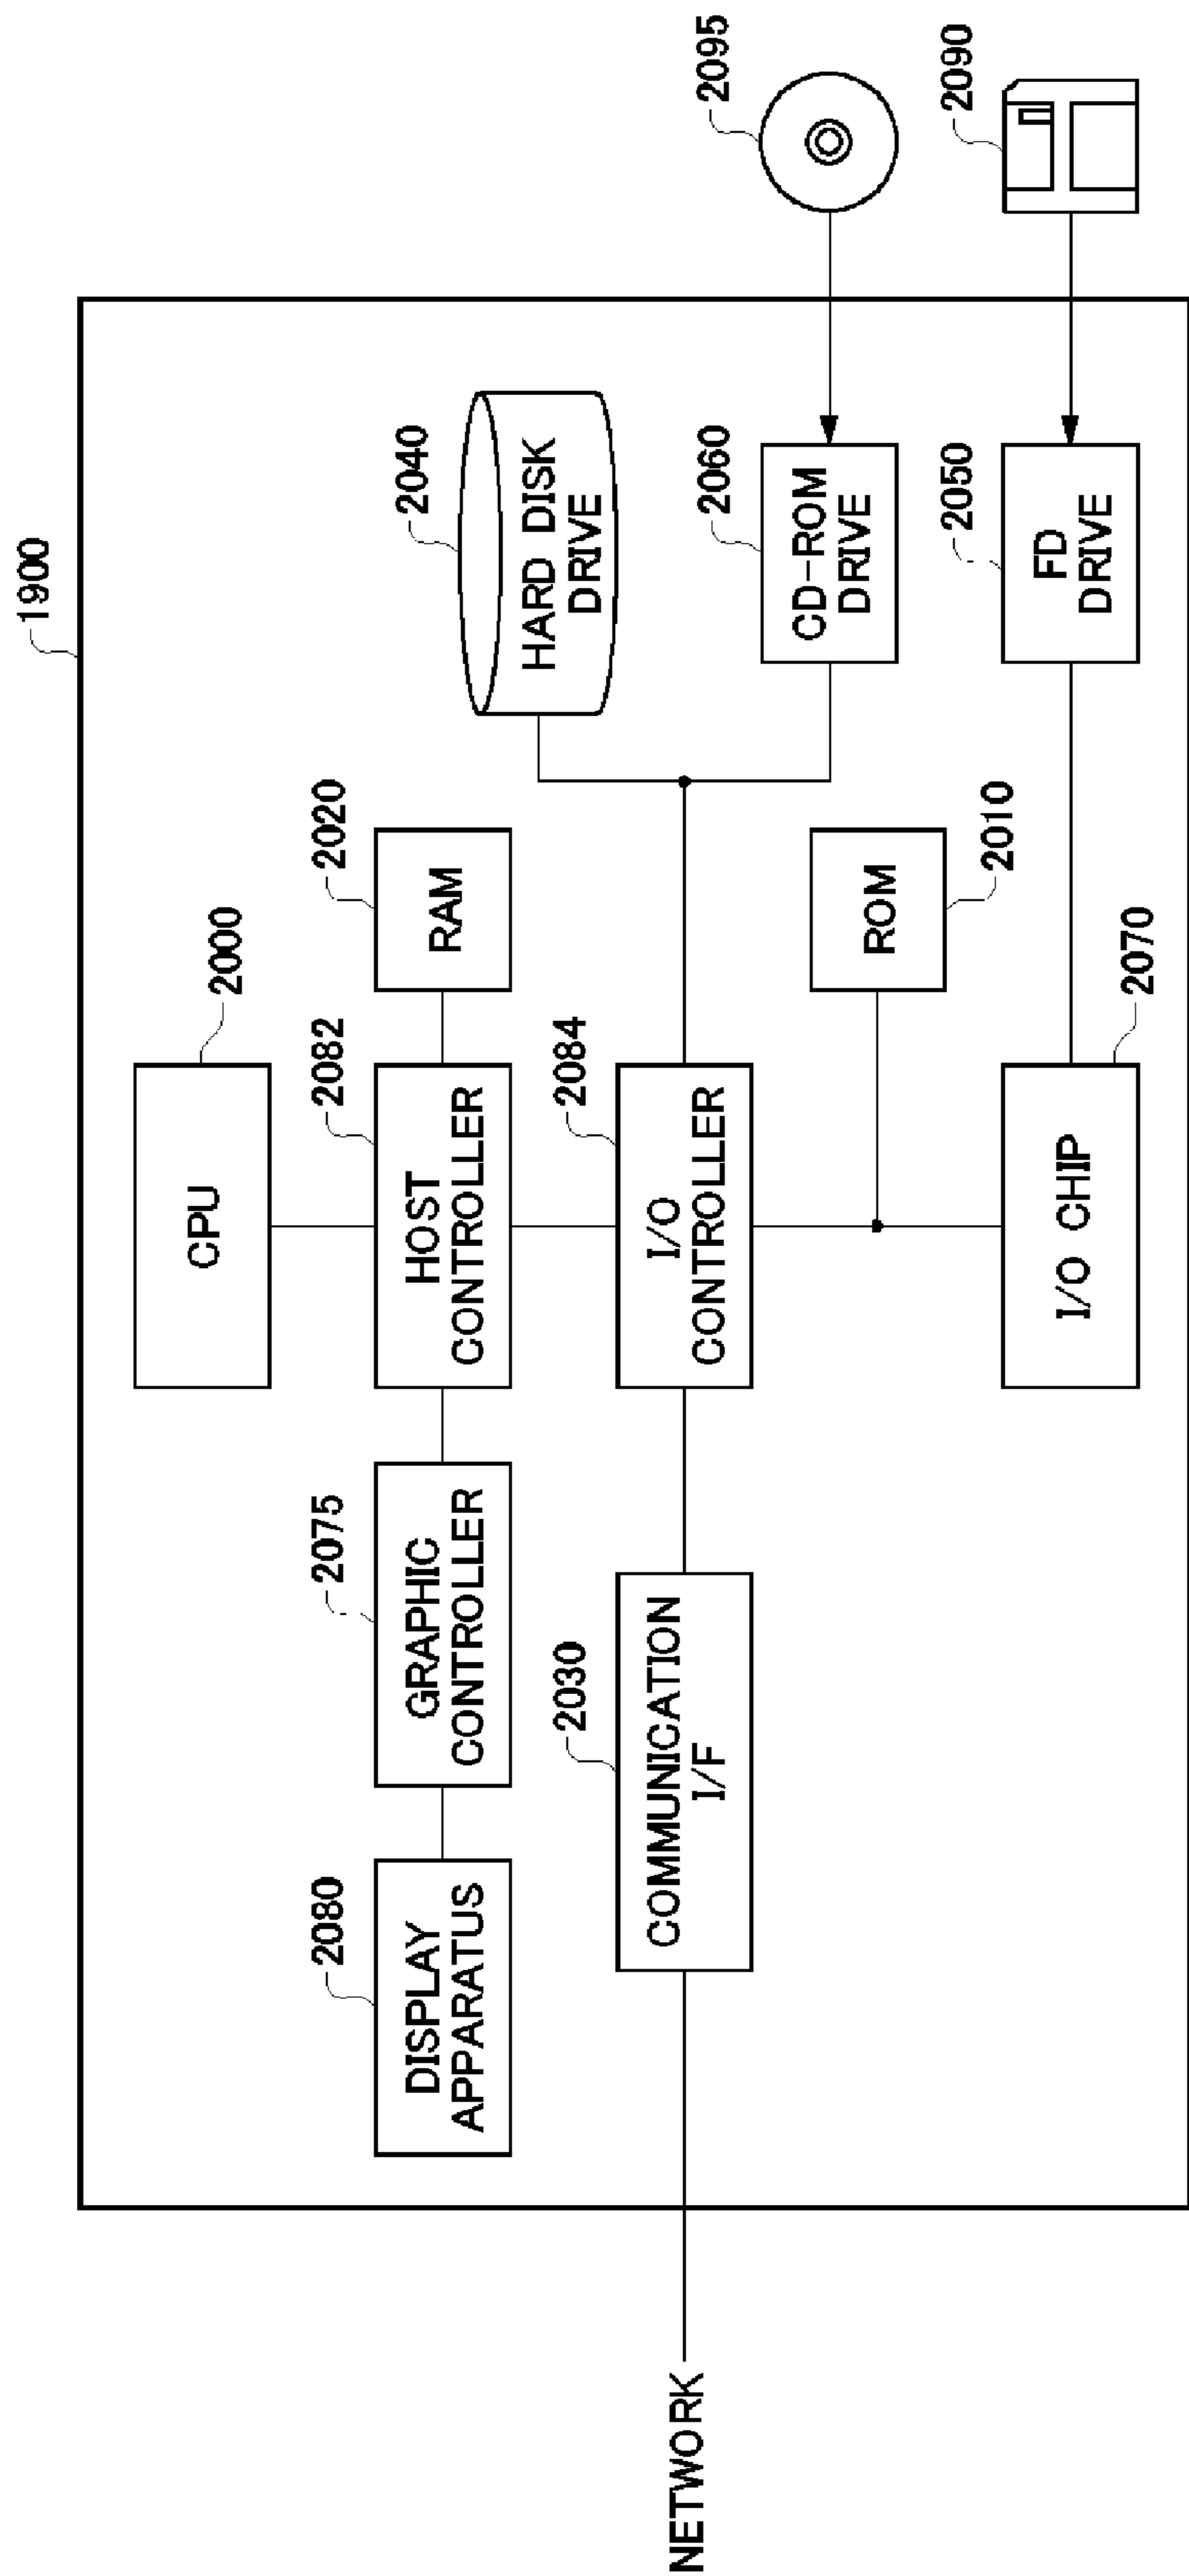 1900
CPU
2000
2080
DISPLAY
APPARATUS
2075
GRAPHIC
CONTROLLER
2082
HOST
CONTROLLER
2020
RAM
2040
HARD DISK
DRIVE
NETWORK
2030
COMMUNICATION
I/F
2084
I/O
CONTROLLER
2060
CD-ROM
DRIVE
2095
ROM
2010
I/O CHIP
2070
2050
FD
DRIVE
2090